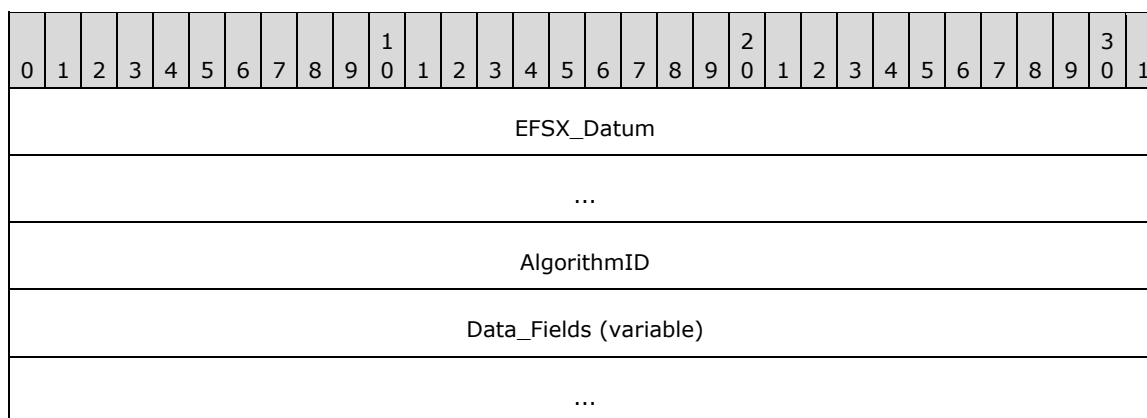 1 2 3
0 1 2 3 4 5 6 7 8 9 0 1 2 3 4 5 6 7 8 9 0 1 2 3 4 5 6 7 8 9 0 1
EFSX_Datum
...
AlgorithmID
Data_Fields (variable)
...